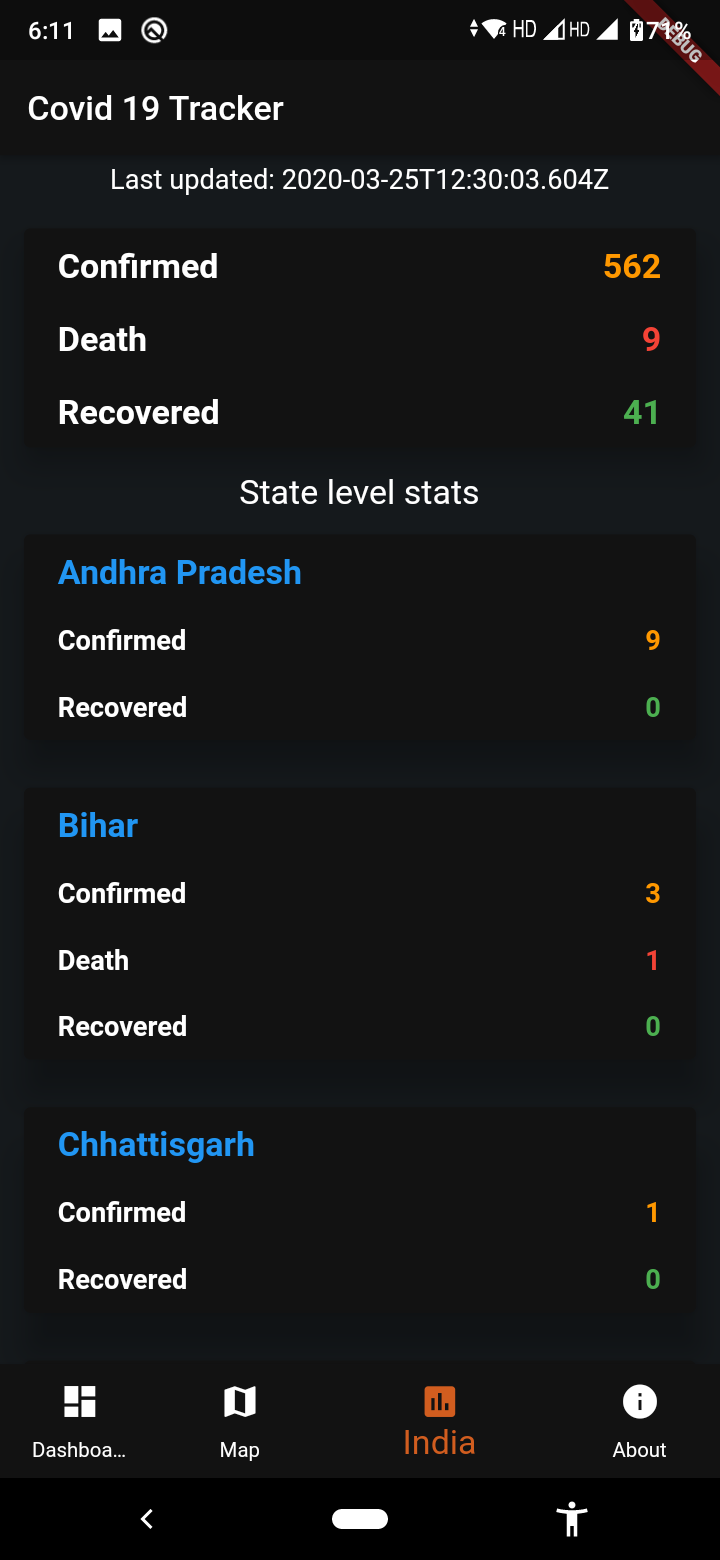 6:11
4 HD HD 71%
DEBUG
Covid 19 Tracker
Last updated: 2020-03-25T12:30:03.604Z
Confirmed 562
Death 9
Recovered 41
State level stats
Andhra Pradesh
Confirmed 9
Recovered 0
Bihar
Confirmed 3
Death 1
Recovered 0
Chhattisgarh
Confirmed 1
Recovered 0
Dashboa... Map India About